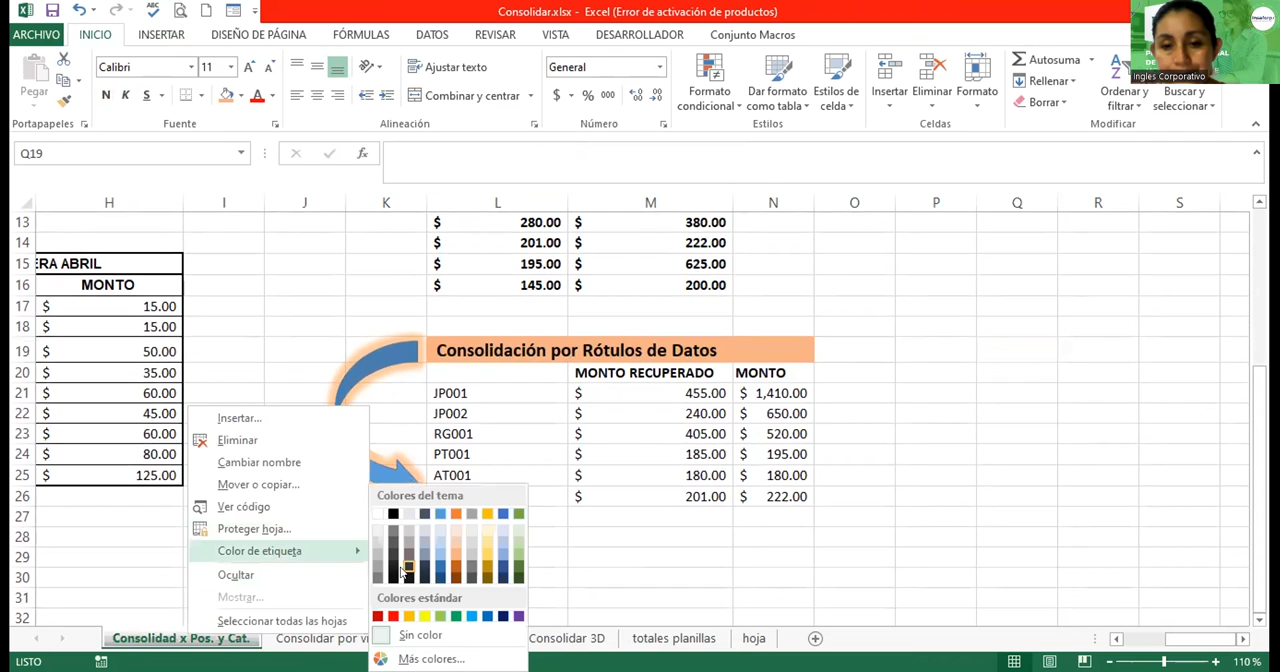 Consolidar.xlsx - Excel (Error de activación de productos)
ARCHIVO INICIO INSERTAR DISEÑO DE PÁGINA FÓRMULAS DATOS REVISAR VISTA DESARROLLADOR Conjunto Macros
Ingles Corporativo
Pegar
Calibri 11
N K S
Ajustar texto
Combinar y centrar
General
$ % 000
Formato condicional
Dar formato como tabla
Estilos de celda
Insertar Eliminar Formato
Autosuma
Rellenar
Borrar
Ordenar y filtrar
Buscar y seleccionar
Portapapeles Fuente Alineación Número Estilos Celdas Modificar
Q19
H I J K L M N O P Q R S
13 $ 280.00 $ 380.00
14 $ 201.00 $ 222.00
15 ERA ABRIL $ 195.00 $ 625.00
16 MONTO $ 145.00 $ 200.00
17 $ 15.00
18 $ 15.00
19 $ 50.00 Consolidación por Rótulos de Datos
20 $ 35.00 MONTO RECUPERADO MONTO
21 $ 60.00 JP001 $ 455.00 $ 1,410.00
22 $ 45.00 JP002 $ 240.00 $ 650.00
23 $ 60.00 RG001 $ 405.00 $ 520.00
24 $ 80.00 PT001 $ 185.00 $ 195.00
25 $ 125.00 AT001 $ 180.00 $ 180.00
26 $ 201.00 $ 222.00
27
28
29
30
31
32
Insertar...
Eliminar
Cambiar nombre
Mover o copiar...
Ver código
Proteger hoja...
Color de etiqueta
Ocultar
Mostrar...
Seleccionar todas las hojas
Colores del tema
Colores estándar
Sin color
Más colores...
Consolidad x Pos. y Cat. Consolidar por Consolidar 3D totales planillas hoja
LISTO 110 %